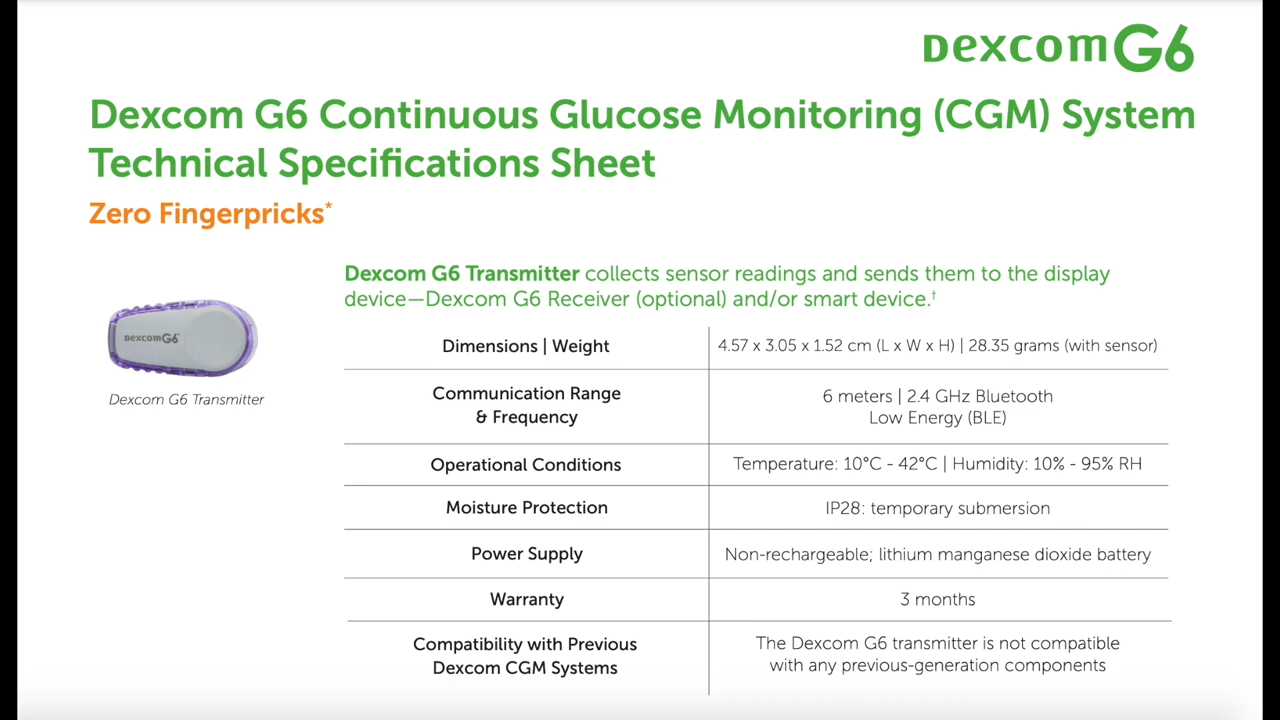 Dexcom G6
Dexcom G6 Continuous Glucose Monitoring (CGM) System
Technical Specifications Sheet
Zero Fingerpricks*
Dexcom G6 Transmitter collects sensor readings and sends them to the display
device—Dexcom G6 Receiver (optional) and/or smart device.†
DexcomG6
Dexcom G6 Transmitter
Dimensions | Weight
4.57 x 3.05 x 1.52 cm (L x W x H) | 28.35 grams (with sensor)
Communication Range
& Frequency
6 meters | 2.4 GHz Bluetooth
Low Energy (BLE)
Operational Conditions
Temperature: 10°C - 42°C | Humidity: 10% - 95% RH
Moisture Protection
IP28: temporary submersion
Power Supply
Non-rechargeable; lithium manganese dioxide battery
Warranty
3 months
Compatibility with Previous
Dexcom CGM Systems
The Dexcom G6 transmitter is not compatible
with any previous-generation components